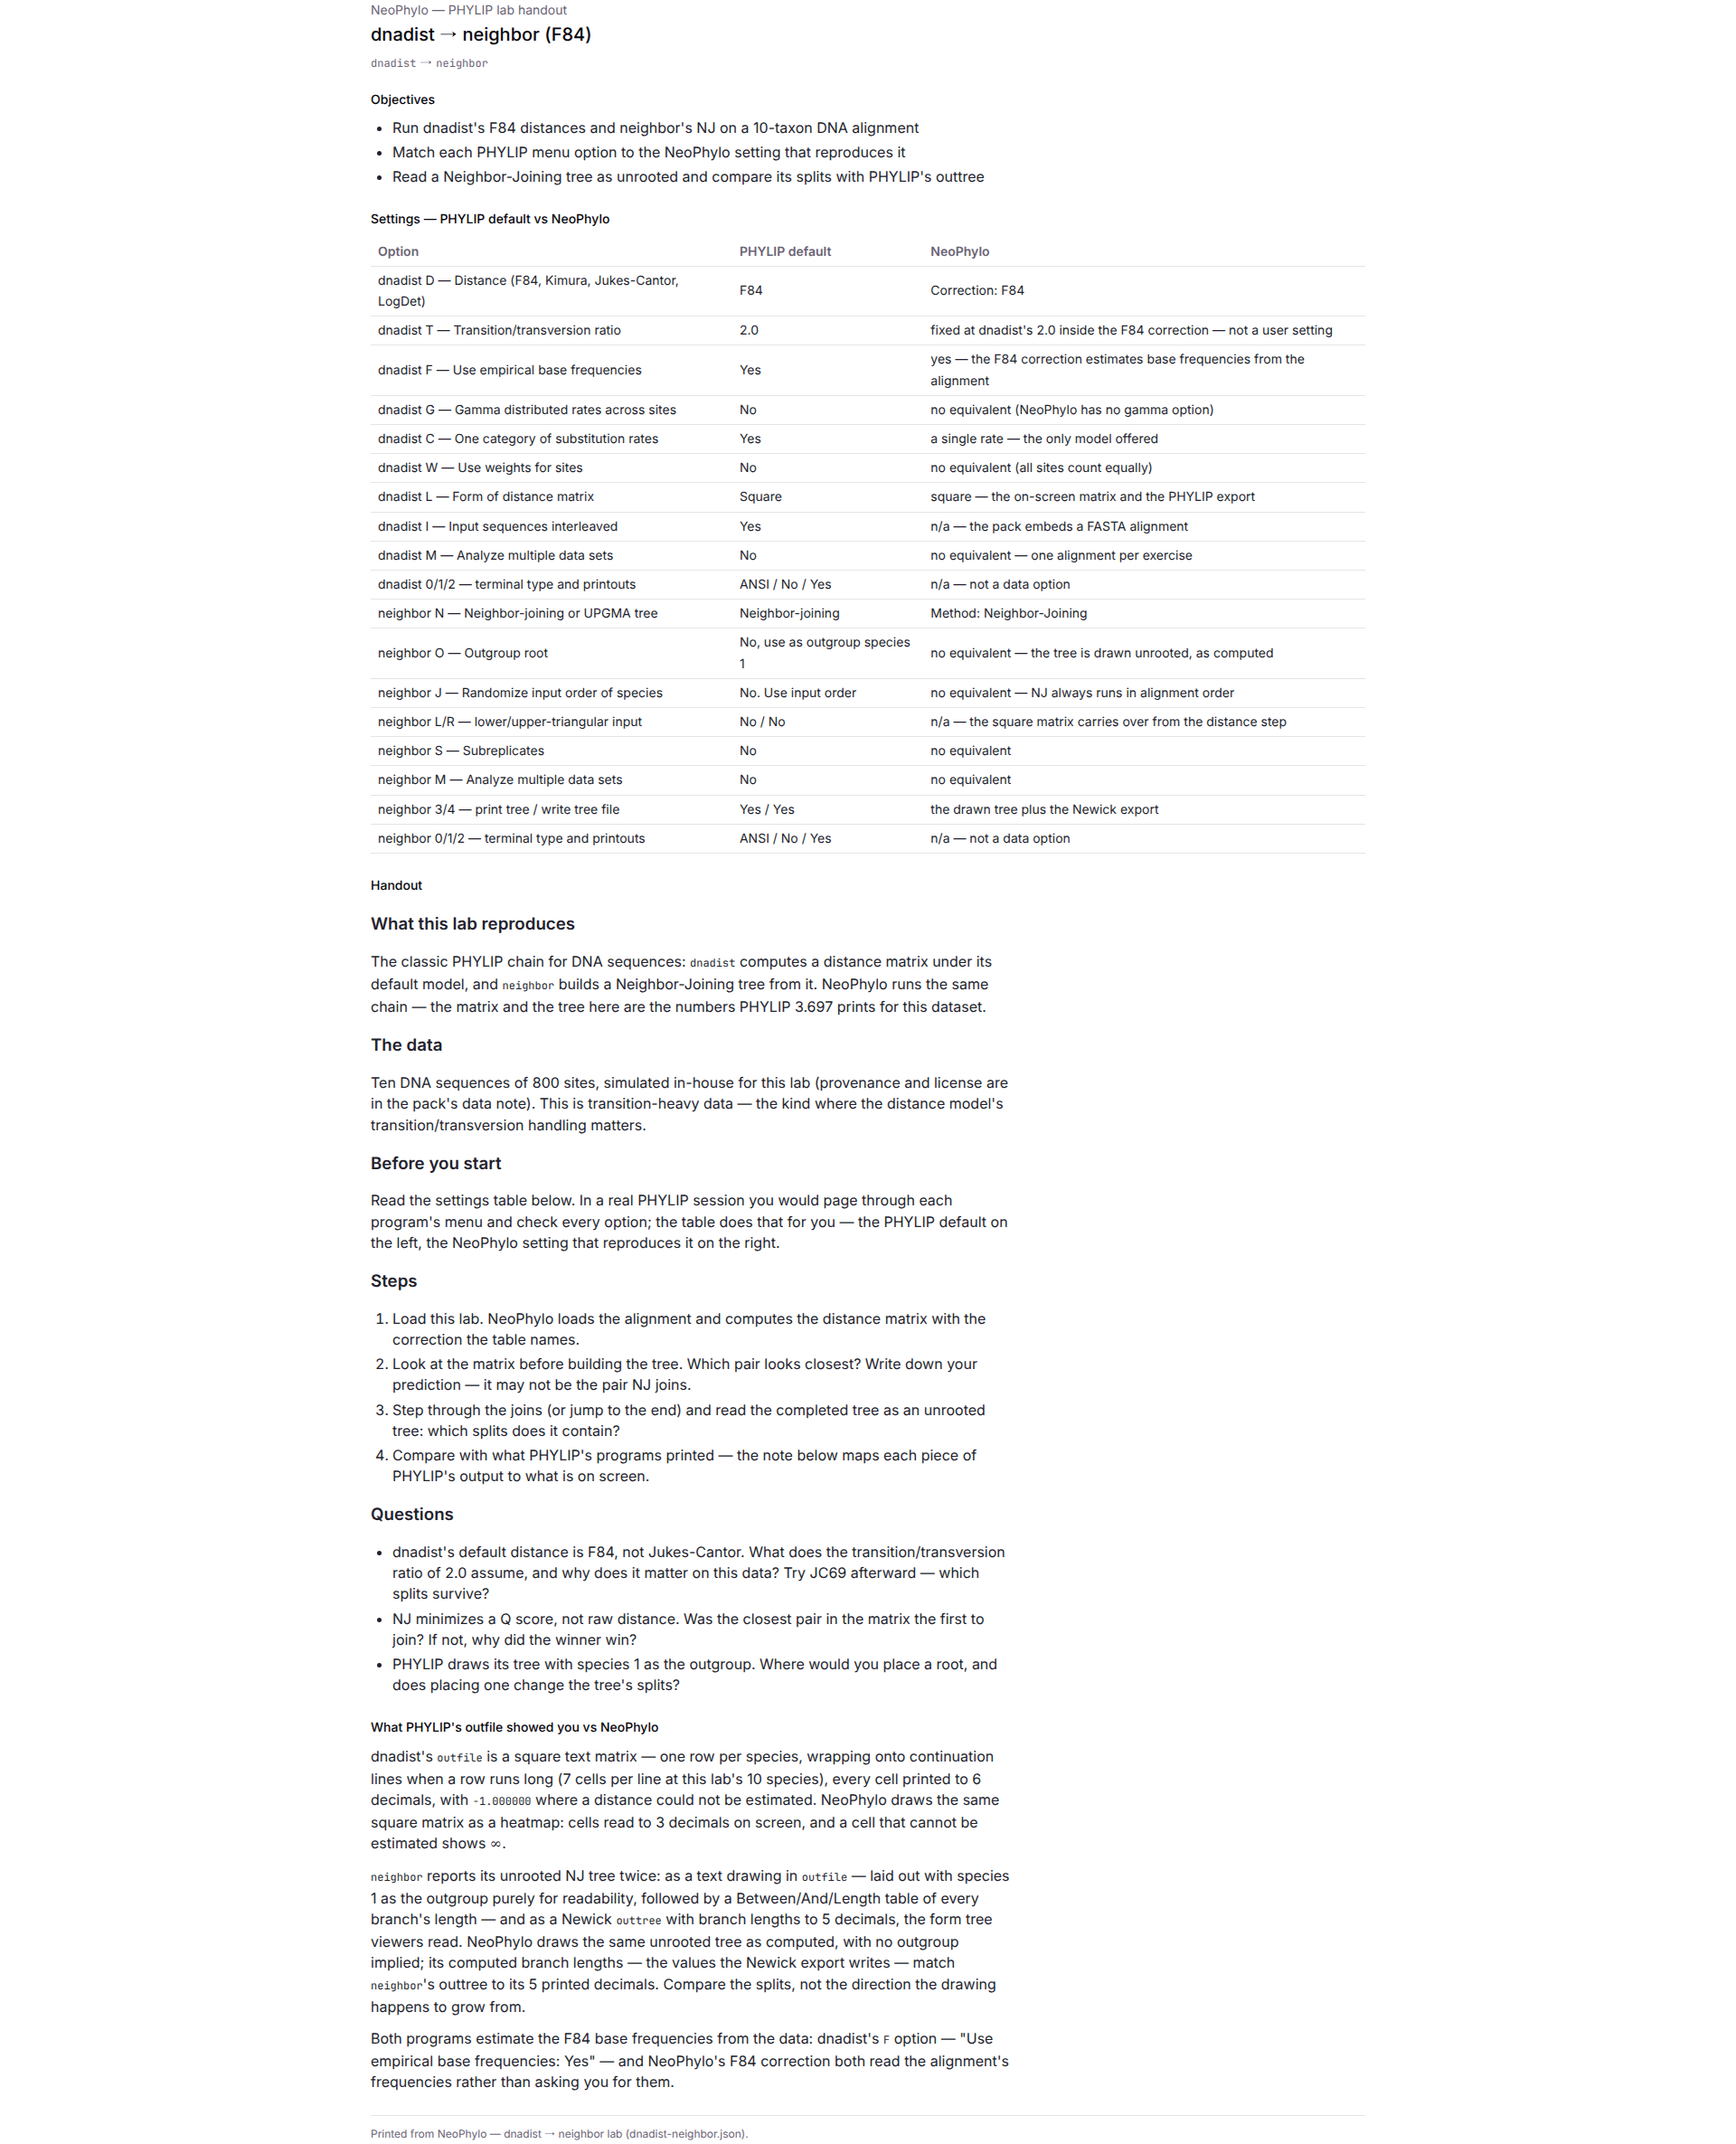 NeoPhylo — PHYLIP lab handout
dnadist → neighbor (F84)
dnadist → neighbor
Objectives
• Run dnadist's F84 distances and neighbor's NJ on a 10-taxon DNA alignment
• Match each PHYLIP menu option to the NeoPhylo setting that reproduces it
• Read a Neighbor-Joining tree as unrooted and compare its splits with PHYLIP's outtree
Settings — PHYLIP default vs NeoPhylo
Option PHYLIP default NeoPhylo
dnadist D — Distance (F84, Kimura, Jukes-Cantor,
LogDet) F84 Correction: F84
dnadist T — Transition/transversion ratio 2.0 fixed at dnadist's 2.0 inside the F84 correction — not a user setting
dnadist F — Use empirical base frequencies Yes yes — the F84 correction estimates base frequencies from the
alignment
dnadist G — Gamma distributed rates across sites No no equivalent (NeoPhylo has no gamma option)
dnadist C — One category of substitution rates Yes a single rate — the only model offered
dnadist W — Use weights for sites No no equivalent (all sites count equally)
dnadist L — Form of distance matrix Square square — the on-screen matrix and the PHYLIP export
dnadist I — Input sequences interleaved Yes n/a — the pack embeds a FASTA alignment
dnadist M — Analyze multiple data sets No no equivalent — one alignment per exercise
dnadist 0/1/2 — terminal type and printouts ANSI / No / Yes n/a — not a data option
neighbor N — Neighbor-joining or UPGMA tree Neighbor-joining Method: Neighbor-Joining
neighbor O — Outgroup root No, use as outgroup species
1 no equivalent — the tree is drawn unrooted, as computed
neighbor J — Randomize input order of species No. Use input order no equivalent — NJ always runs in alignment order
neighbor L/R — lower/upper-triangular input No / No n/a — the square matrix carries over from the distance step
neighbor S — Subreplicates No no equivalent
neighbor M — Analyze multiple data sets No no equivalent
neighbor 3/4 — print tree / write tree file Yes / Yes the drawn tree plus the Newick export
neighbor 0/1/2 — terminal type and printouts ANSI / No / Yes n/a — not a data option
Handout
What this lab reproduces
The classic PHYLIP chain for DNA sequences: dnadist computes a distance matrix under its
default model, and neighbor builds a Neighbor-Joining tree from it. NeoPhylo runs the same
chain — the matrix and the tree here are the numbers PHYLIP 3.697 prints for this dataset.
The data
Ten DNA sequences of 800 sites, simulated in-house for this lab (provenance and license are
in the pack's data note). This is transition-heavy data — the kind where the distance model's
transition/transversion handling matters.
Before you start
Read the settings table below. In a real PHYLIP session you would page through each
program's menu and check every option; the table does that for you — the PHYLIP default on
the left, the NeoPhylo setting that reproduces it on the right.
Steps
1. Load this lab. NeoPhylo loads the alignment and computes the distance matrix with the
correction the table names.
2. Look at the matrix before building the tree. Which pair looks closest? Write down your
prediction — it may not be the pair NJ joins.
3. Step through the joins (or jump to the end) and read the completed tree as an unrooted
tree: which splits does it contain?
4. Compare with what PHYLIP's programs printed — the note below maps each piece of
PHYLIP's output to what is on screen.
Questions
• dnadist's default distance is F84, not Jukes-Cantor. What does the transition/transversion
ratio of 2.0 assume, and why does it matter on this data? Try JC69 afterward — which
splits survive?
• NJ minimizes a Q score, not raw distance. Was the closest pair in the matrix the first to
join? If not, why did the winner win?
• PHYLIP draws its tree with species 1 as the outgroup. Where would you place a root, and
does placing one change the tree's splits?
What PHYLIP's outfile showed you vs NeoPhylo
dnadist's outfile is a square text matrix — one row per species, wrapping onto continuation
lines when a row runs long (7 cells per line at this lab's 10 species), every cell printed to 6
decimals, with -1.000000 where a distance could not be estimated. NeoPhylo draws the same
square matrix as a heatmap: cells read to 3 decimals on screen, and a cell that cannot be
estimated shows ∞.
neighbor reports its unrooted NJ tree twice: as a text drawing in outfile — laid out with species
1 as the outgroup purely for readability, followed by a Between/And/Length table of every
branch's length — and as a Newick outtree with branch lengths to 5 decimals, the form tree
viewers read. NeoPhylo draws the same unrooted tree as computed, with no outgroup
implied; its computed branch lengths — the values the Newick export writes — match
neighbor's outtree to its 5 printed decimals. Compare the splits, not the direction the drawing
happens to grow from.
Both programs estimate the F84 base frequencies from the data: dnadist's F option — "Use
empirical base frequencies: Yes" — and NeoPhylo's F84 correction both read the alignment's
frequencies rather than asking you for them.
Printed from NeoPhylo — dnadist → neighbor lab (dnadist-neighbor.json).